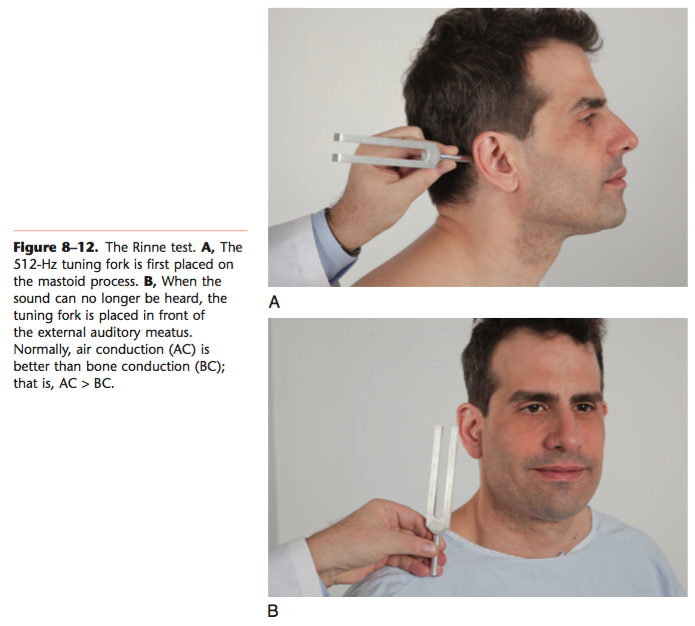 Figure 8–12. The Rinne test. A, The
512-Hz tuning fork is first placed on
the mastoid process. B, When the
sound can no longer be heard, the
tuning fork is placed in front of
the external auditory meatus.
Normally, air conduction (AC) is
better than bone conduction (BC);
that is, AC > BC.
A
B